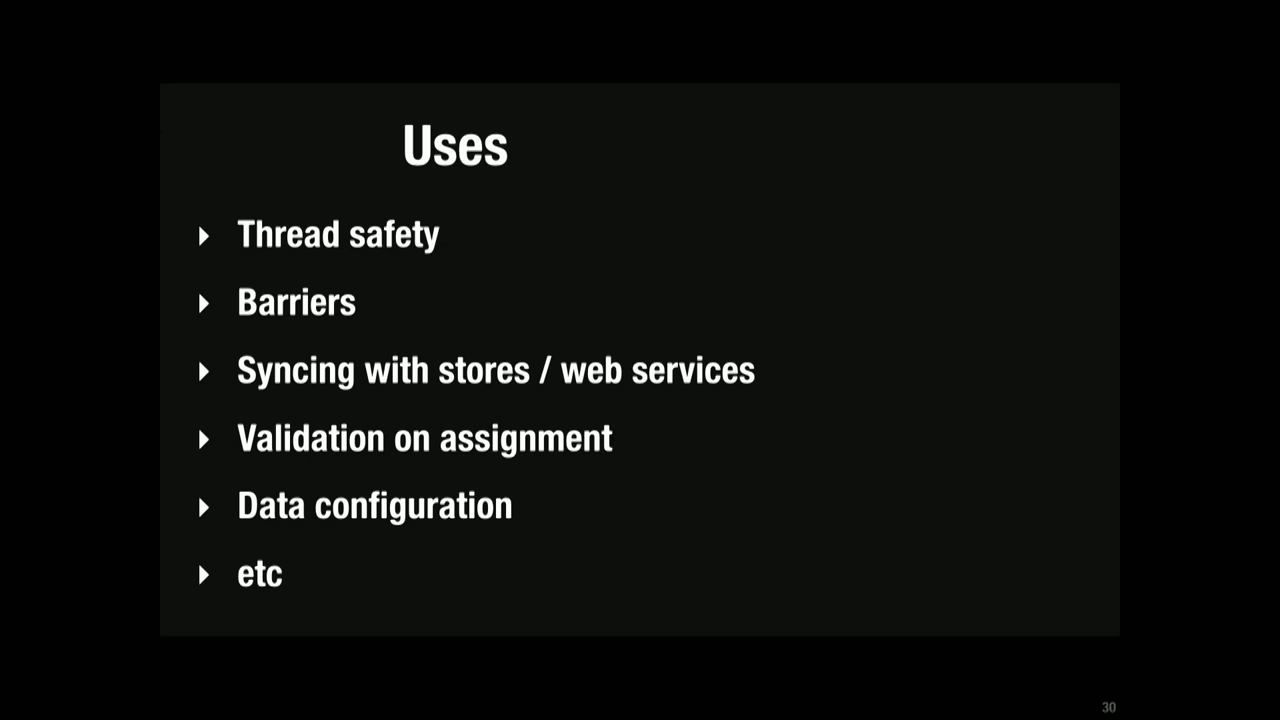 Uses
Thread safety
Barriers
Syncing with stores / web services
Validation on assignment
Data configuration
etc
30